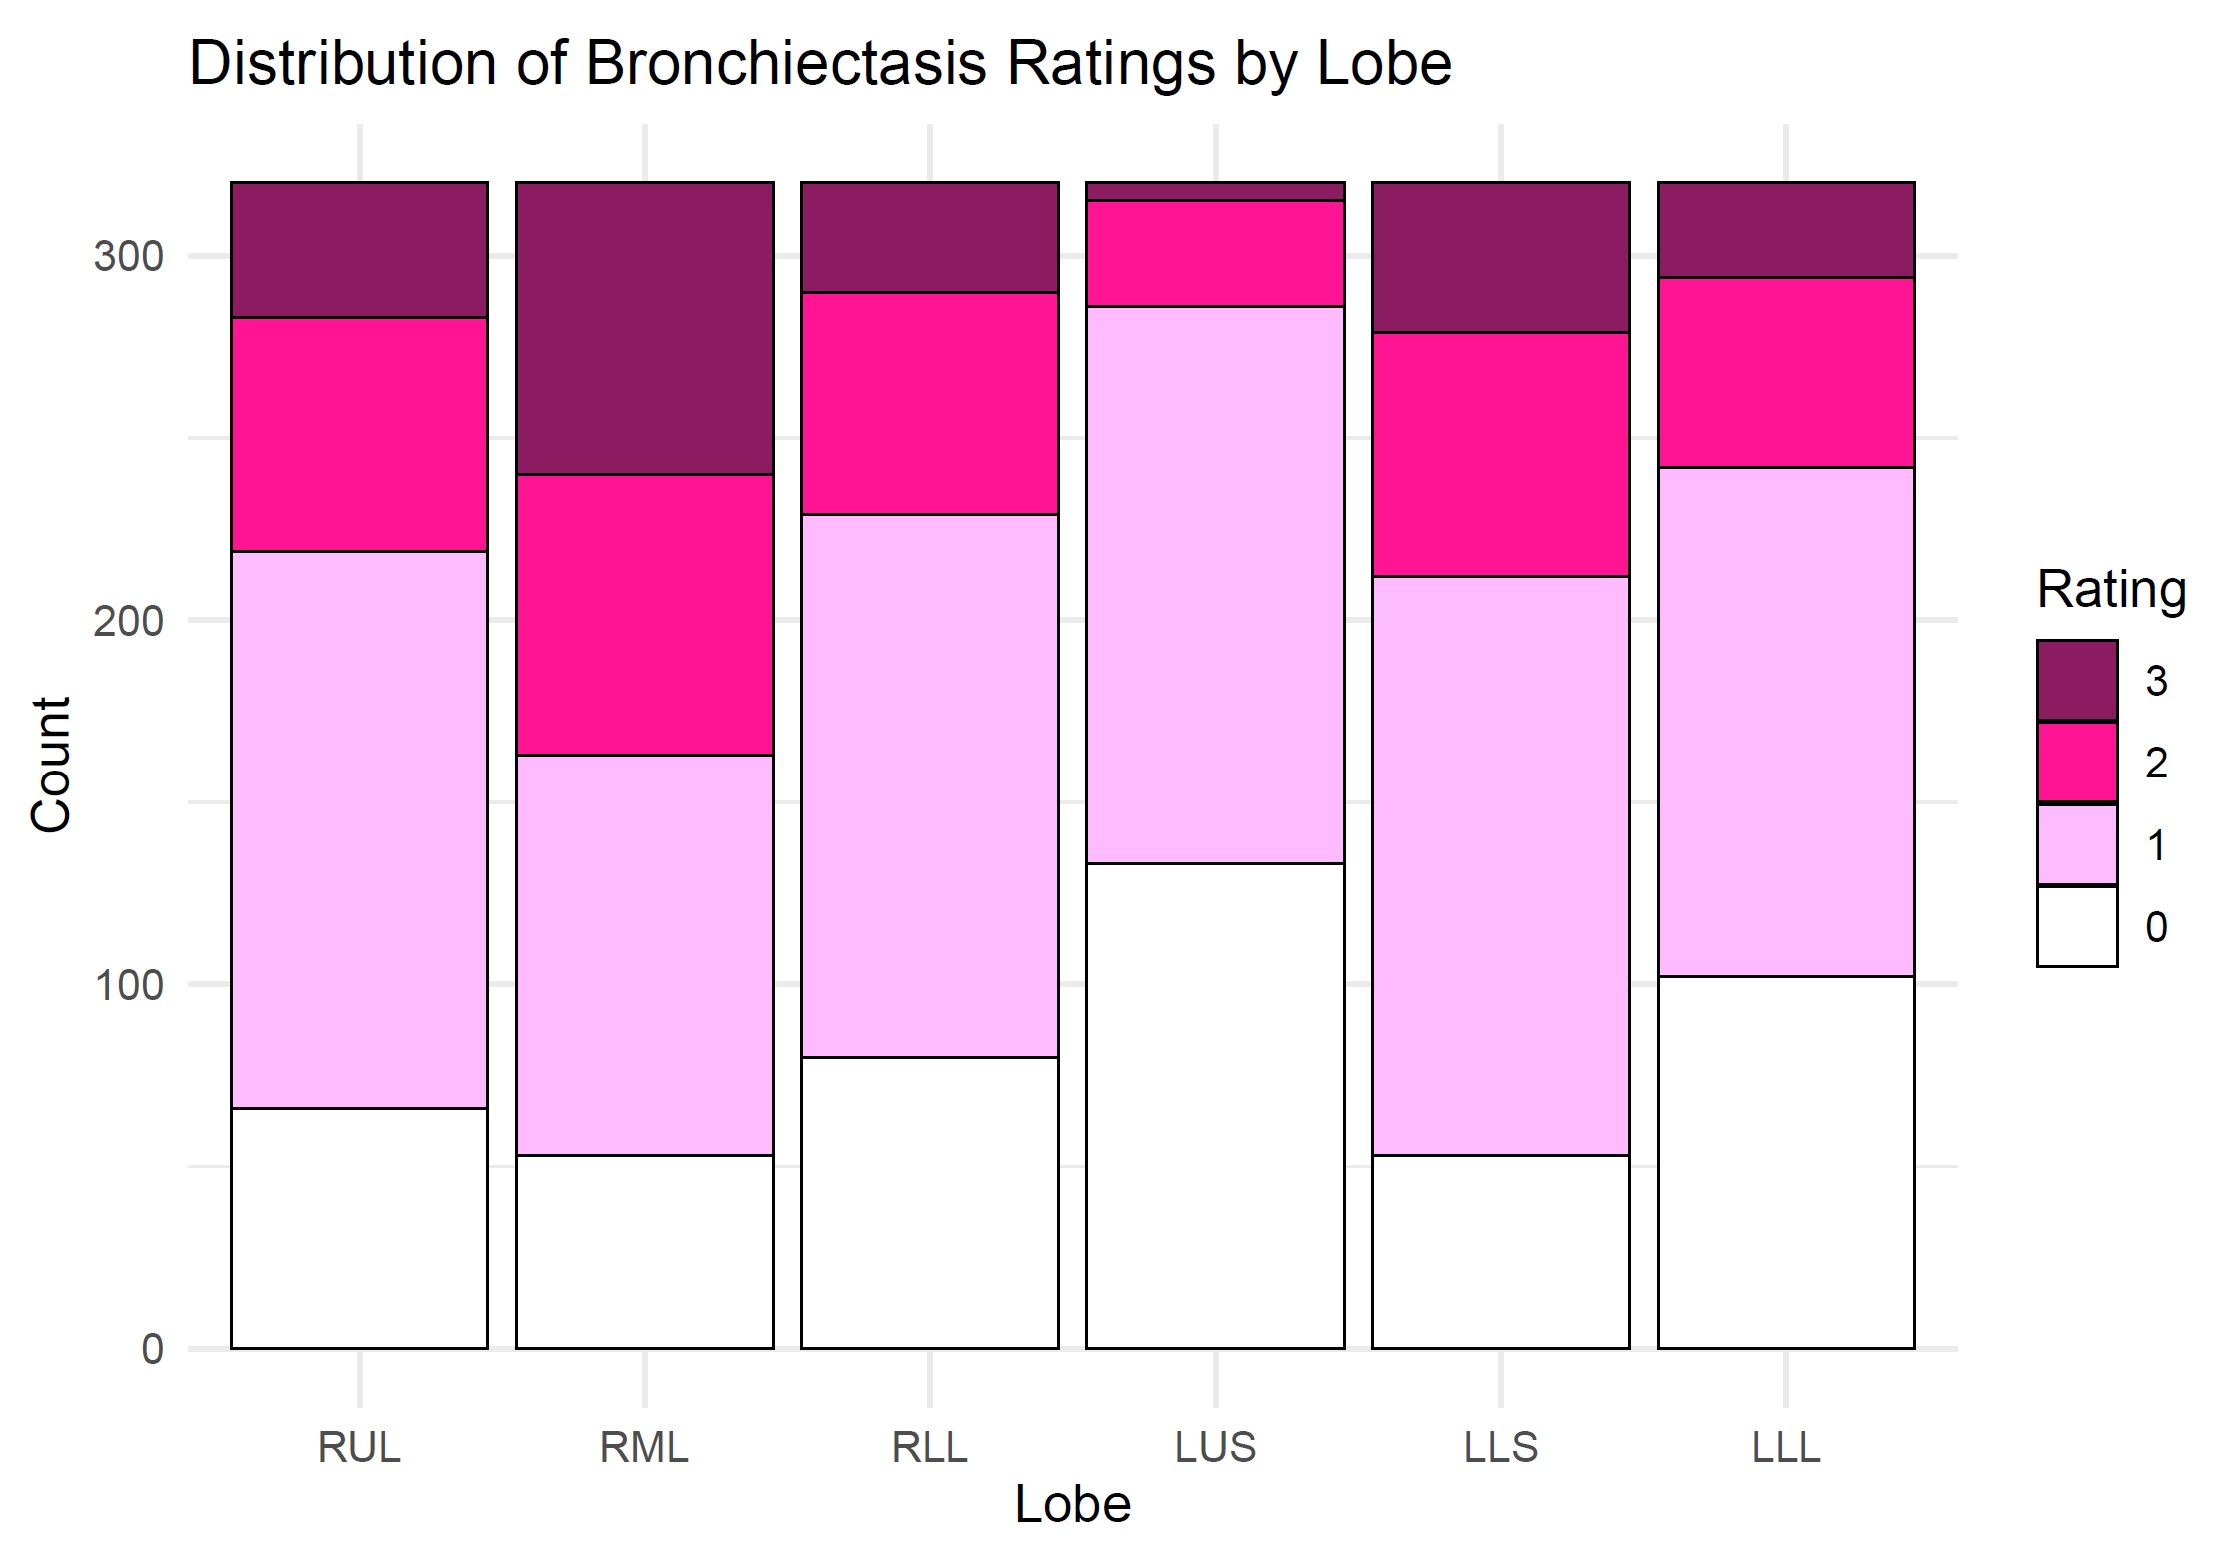 Distribution of Bronchiectasis Ratings by Lobe
300
200
100
0
Count
RUL RML RLL LUS LLS LLL
Lobe
Rating
3
2
1
0